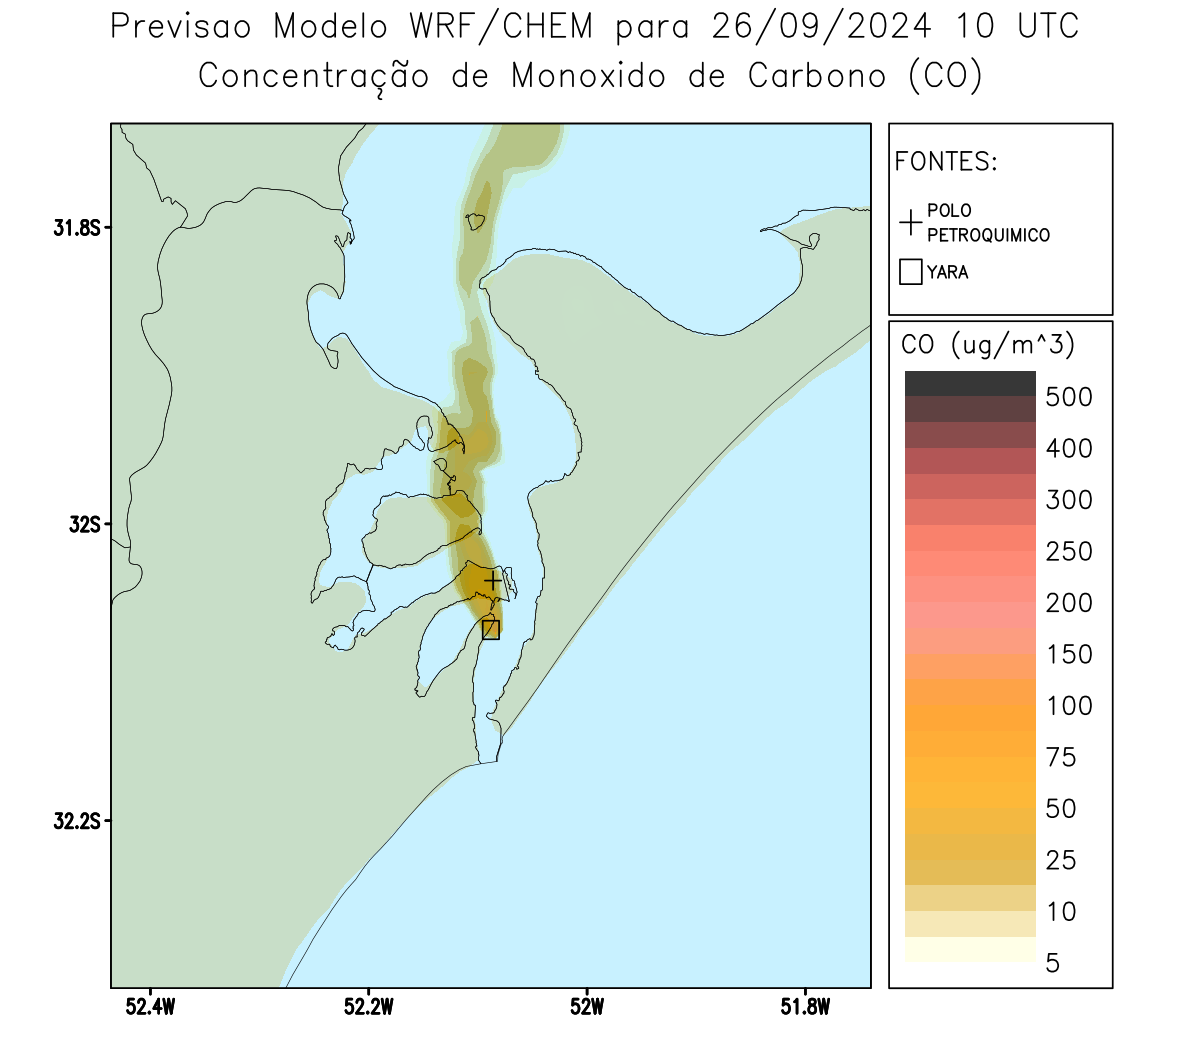 Previsao Modelo WRF/CHEM para 26/09/2024 10 UTC
Concentração de Monoxido de Carbono (CO)
FONTES:
POLO
PETROQUIMICO
YARA
31.8S
32S
32.2S
52.4W
52.2W
52W
51.8W
CO (ug/m^3)
500
400
300
250
200
150
100
75
50
25
10
5